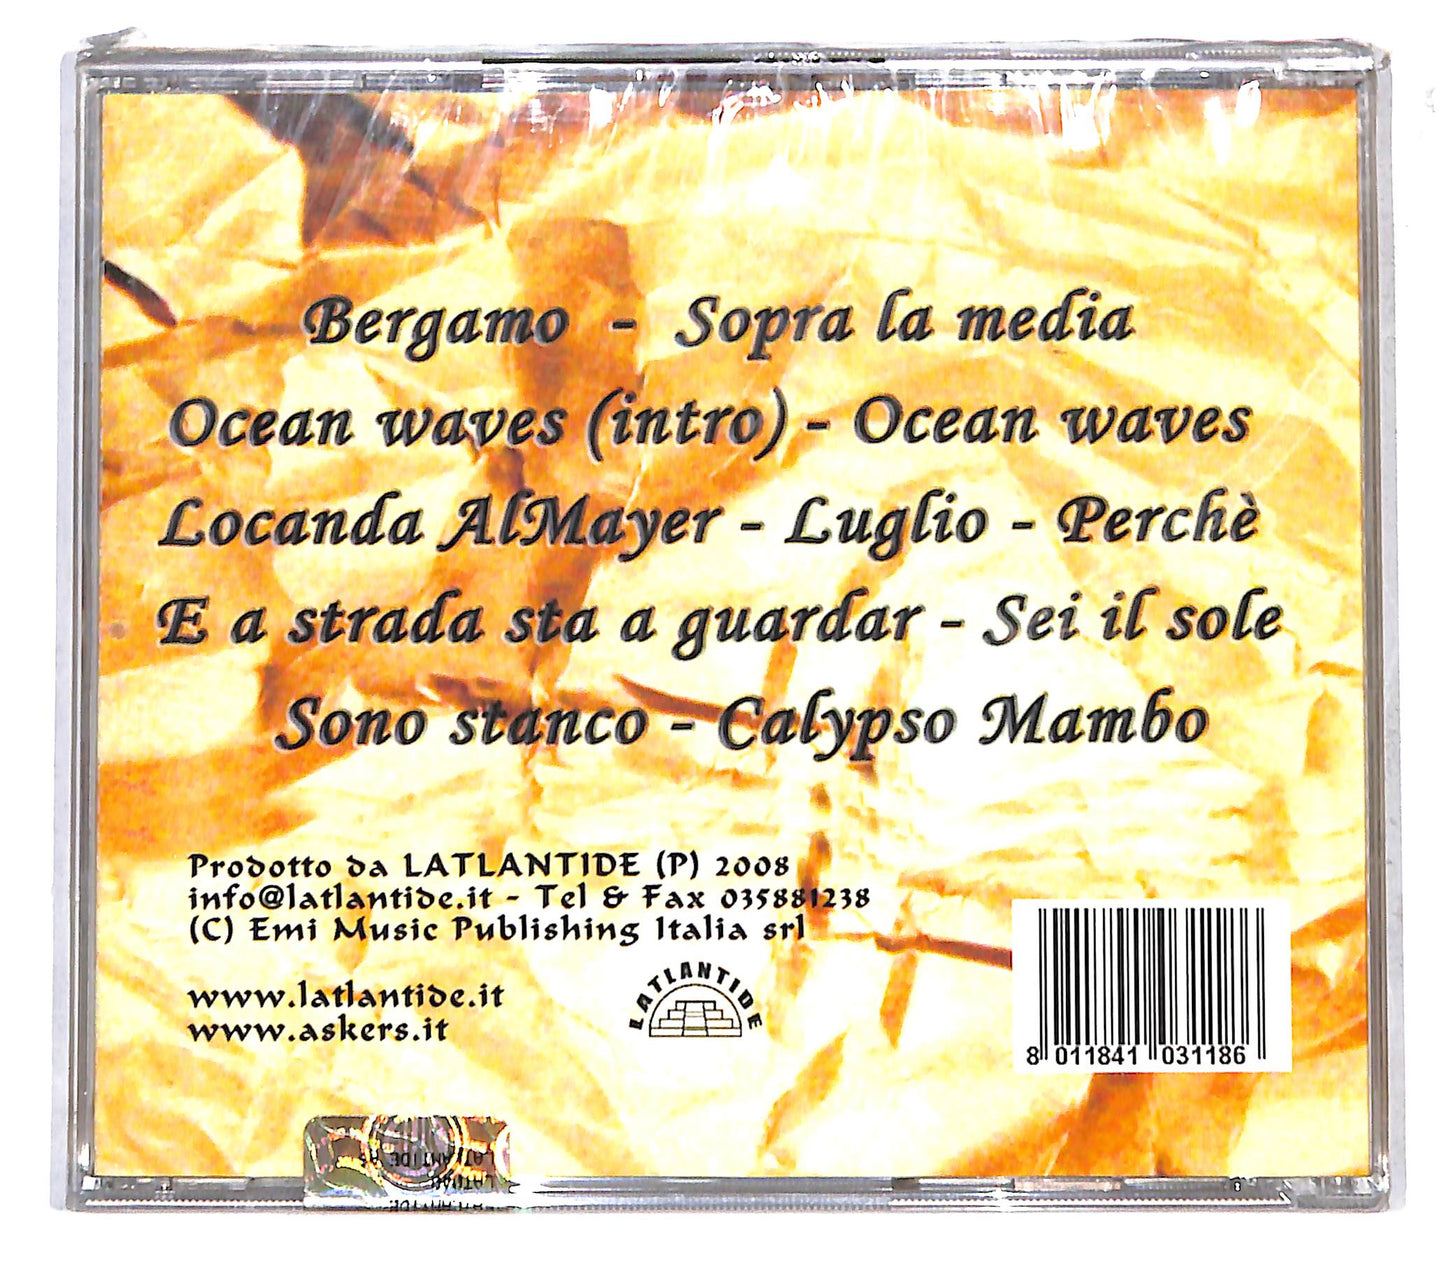 Bergamo - Sopra la media
Ocean waves (intro) - Ocean waves
Locanda AlMayer - Luglio - Perchè
E a strada sta a guardar - Sei il sole
Sono stanco - Calypso Mambo
Prodotto da LATLANTIDE (P) 2008
info@latlantide.it - Tel & Fax 035881238
(C) Emi Music Publishing Italia srl
www.latlantide.it
www.askers.it
LATLANTIDE
8 011841 031186